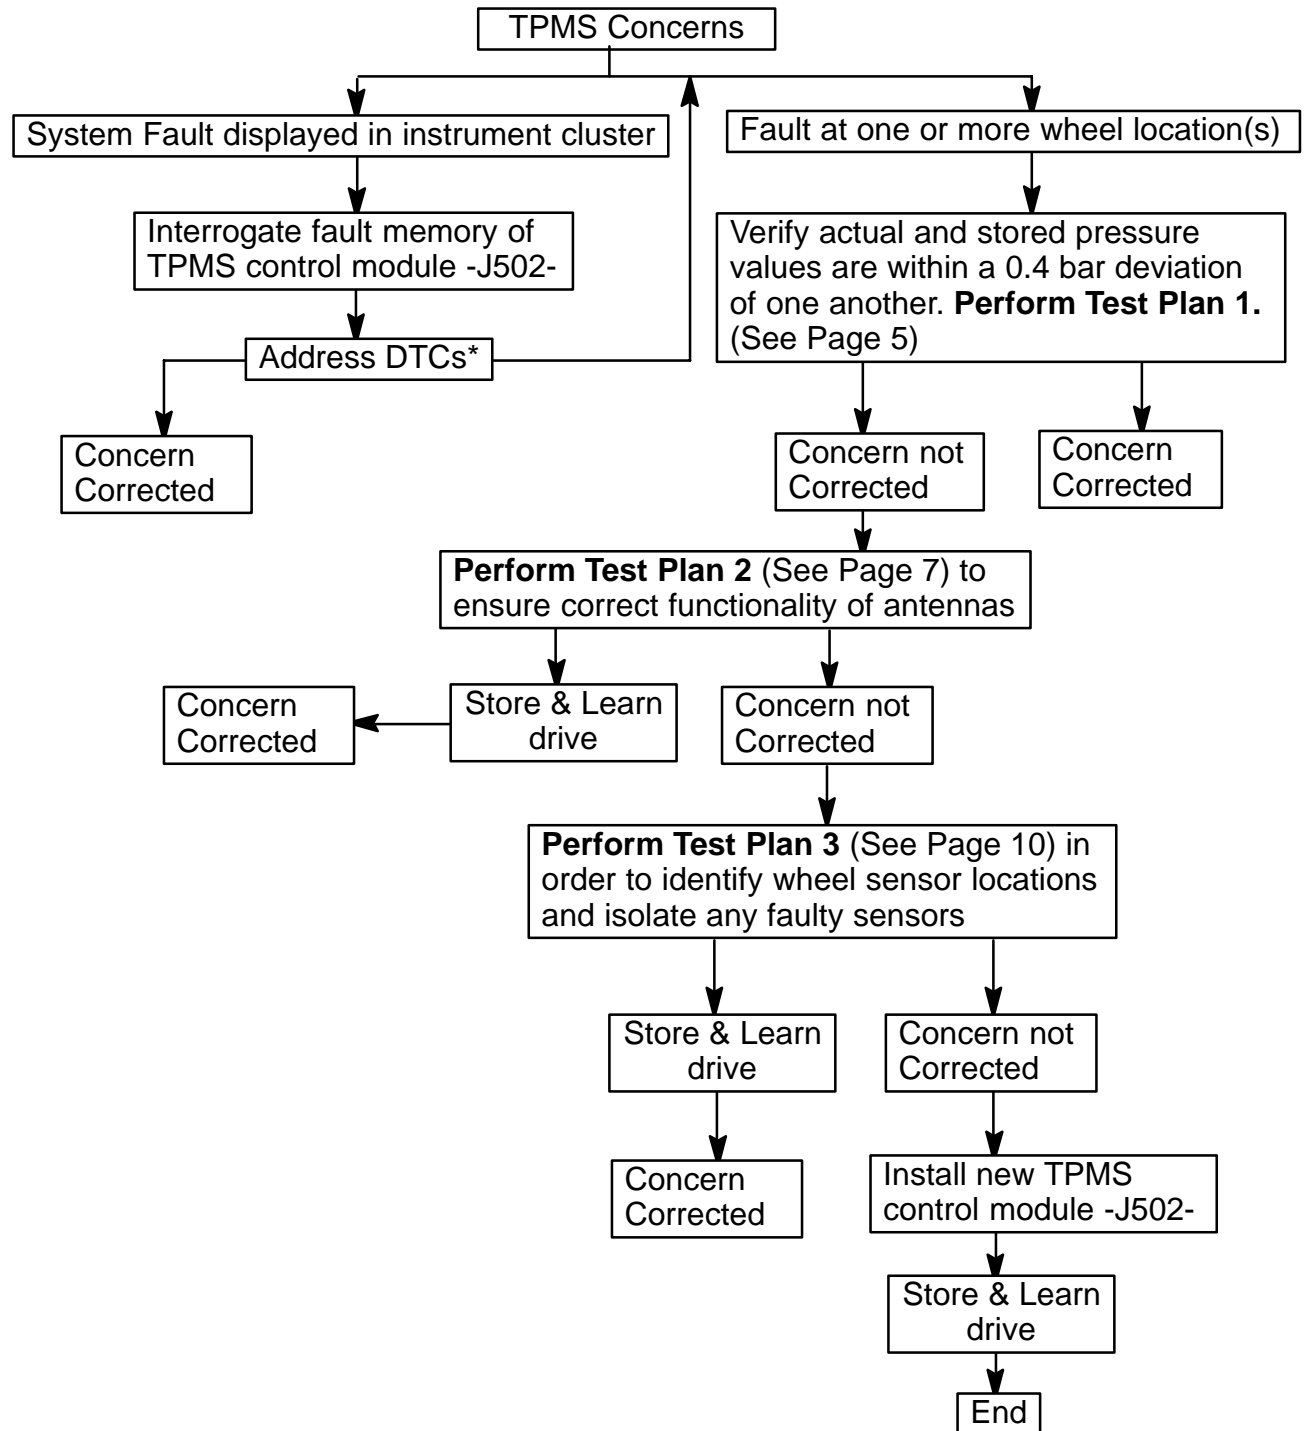 TPMS Concerns
System Fault displayed in instrument cluster
Fault at one or more wheel location(s)
Interrogate fault memory of
TPMS control module -J502-
Verify actual and stored pressure
values are within a 0.4 bar deviation
of one another. Perform Test Plan 1.
(See Page 5)
Address DTCs*
Concern
Corrected
Concern not
Corrected
Concern
Corrected
Perform Test Plan 2 (See Page 7) to
ensure correct functionality of antennas
Concern
Corrected
Store & Learn
drive
Concern not
Corrected
Perform Test Plan 3 (See Page 10) in
order to identify wheel sensor locations
and isolate any faulty sensors
Store & Learn
drive
Concern not
Corrected
Concern
Corrected
Install new TPMS
control module -J502-
Store & Learn
drive
End